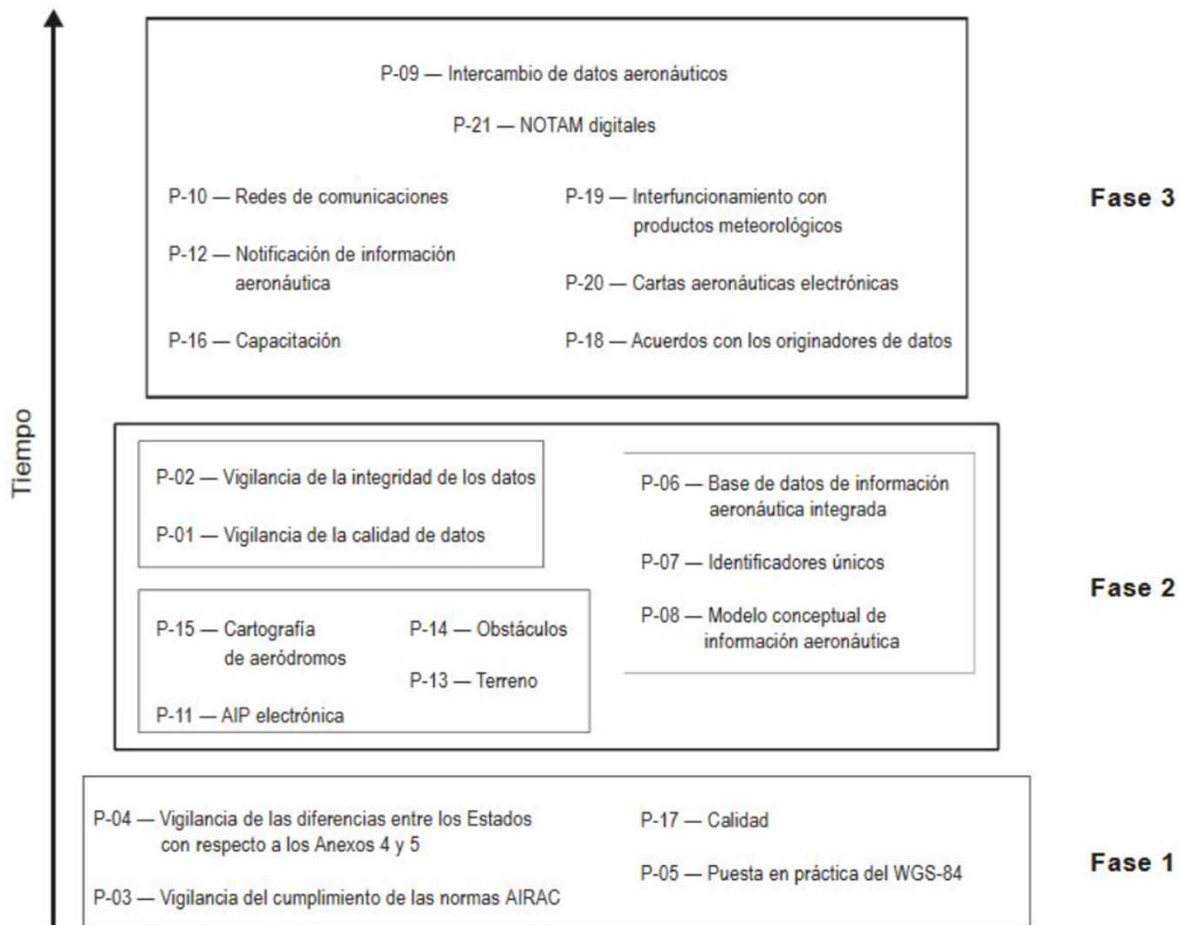 P-09 — Intercambio de datos aeronáuticos
P-21 — NOTAM digitales
P-10 — Redes de comunicaciones
P-12 — Notificación de información
aeronáutica
P-16 — Capacitación
P-19 — Interfuncionamiento con
productos meteorológicos
P-20 — Cartas aeronáuticas electrónicas
P-18 — Acuerdos con los originadores de datos
Fase 3
Tiempo
P-02 — Vigilancia de la integridad de los datos
P-01 — Vigilancia de la calidad de datos
P-15 — Cartografía
de aeródromos
P-11 — AIP electrónica
P-14 — Obstáculos
P-13 — Terreno
P-06 — Base de datos de información
aeronáutica integrada
P-07 — Identificadores únicos
P-08 — Modelo conceptual de
información aeronáutica
Fase 2
P-04 — Vigilancia de las diferencias entre los Estados
con respecto a los Anexos 4 y 5
P-03 — Vigilancia del cumplimiento de las normas AIRAC
P-17 — Calidad
P-05 — Puesta en práctica del WGS-84
Fase 1